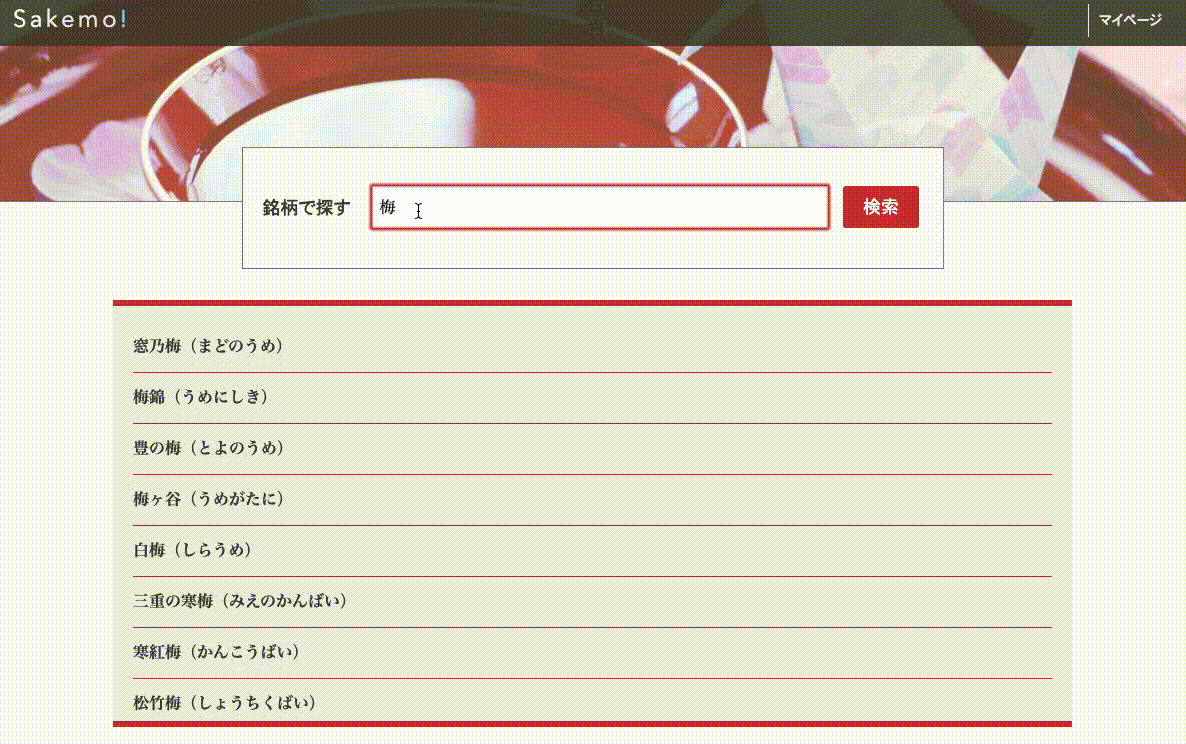 Sakemo!
マイページ
銘柄で探す 梅 検索
窓乃梅（まどのうめ）
梅錦（うめにしき）
豊の梅（とよのうめ）
梅ヶ谷（うめがたに）
白梅（しらうめ）
三重の寒梅（みえのかんばい）
寒紅梅（かんこうばい）
松竹梅（しょうちくばい）